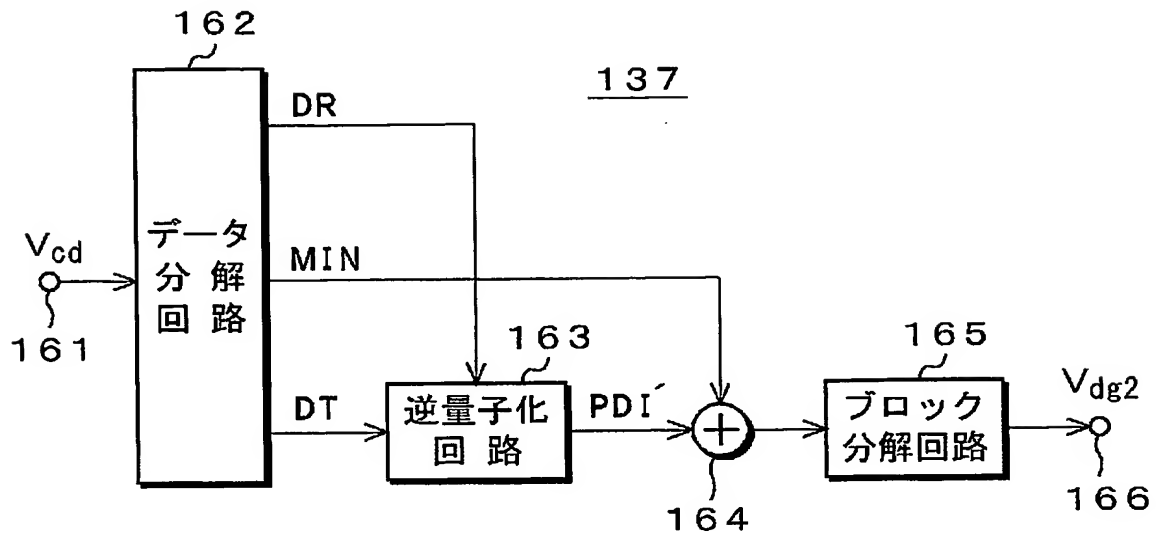 162
137
DR
データ
分解
回路
Vcd
161
MIN
DT
163
逆量子化
回路
PDI′
164
165
ブロック
分解回路
Vdg2
166